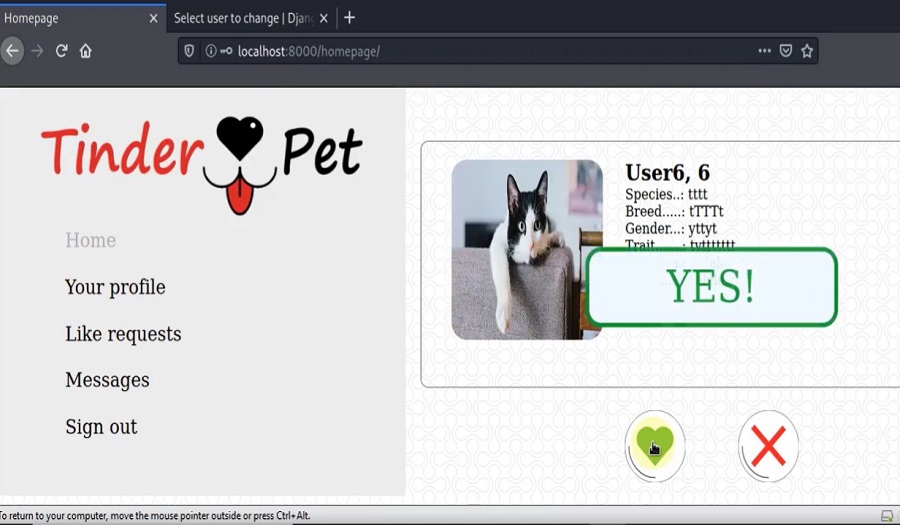 Homepage
Select user to change | Djan
localhost:8000/homepage/
Tinder Pet
Home
Your profile
Like requests
Messages
Sign out
User6, 6
Species..: tttt
Breed.....: tTTTt
Gender...: yttyt
YES!
To return to your computer, move the mouse pointer outside or press Ctrl+Alt.